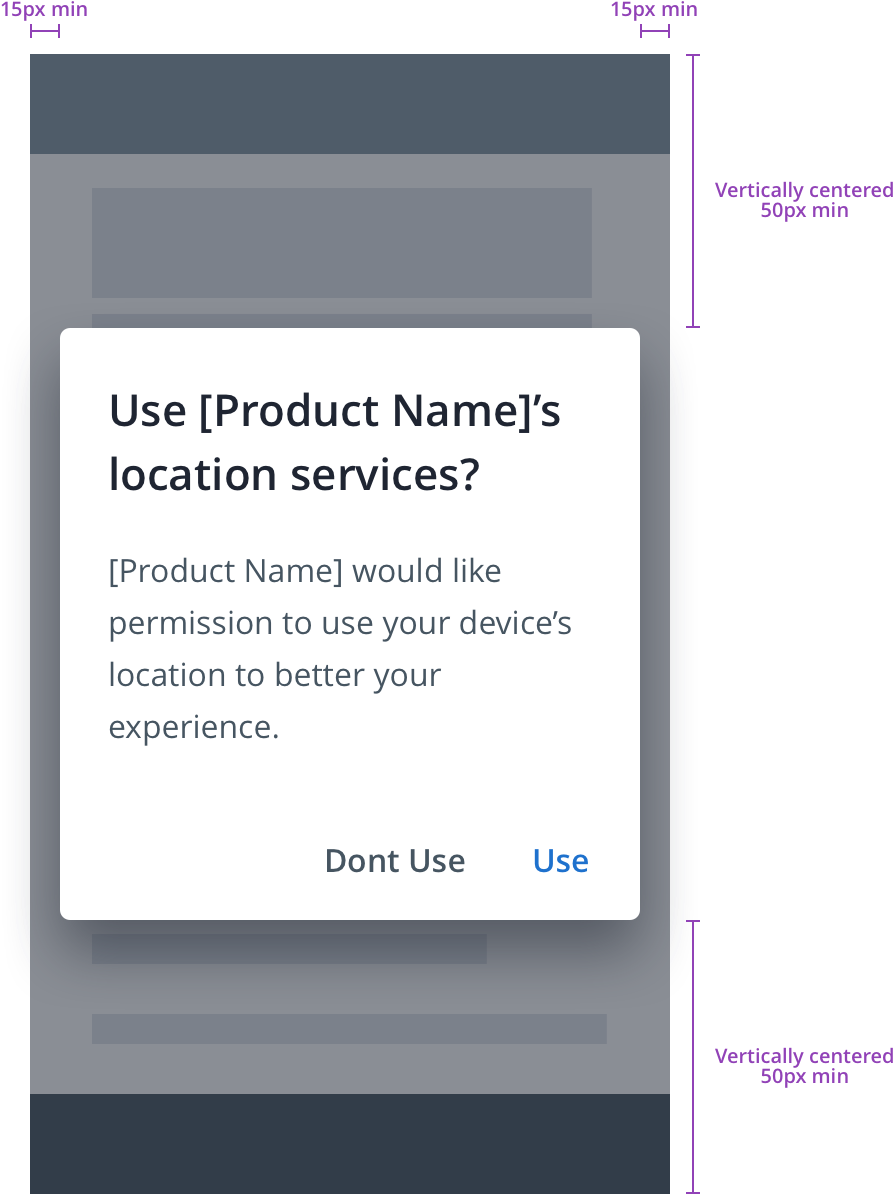 15px min
15px min
Vertically centered
50px min
Use [Product Name]’s
location services?
[Product Name] would like
permission to use your device’s
location to better your
experience.
Dont Use
Use
Vertically centered
50px min